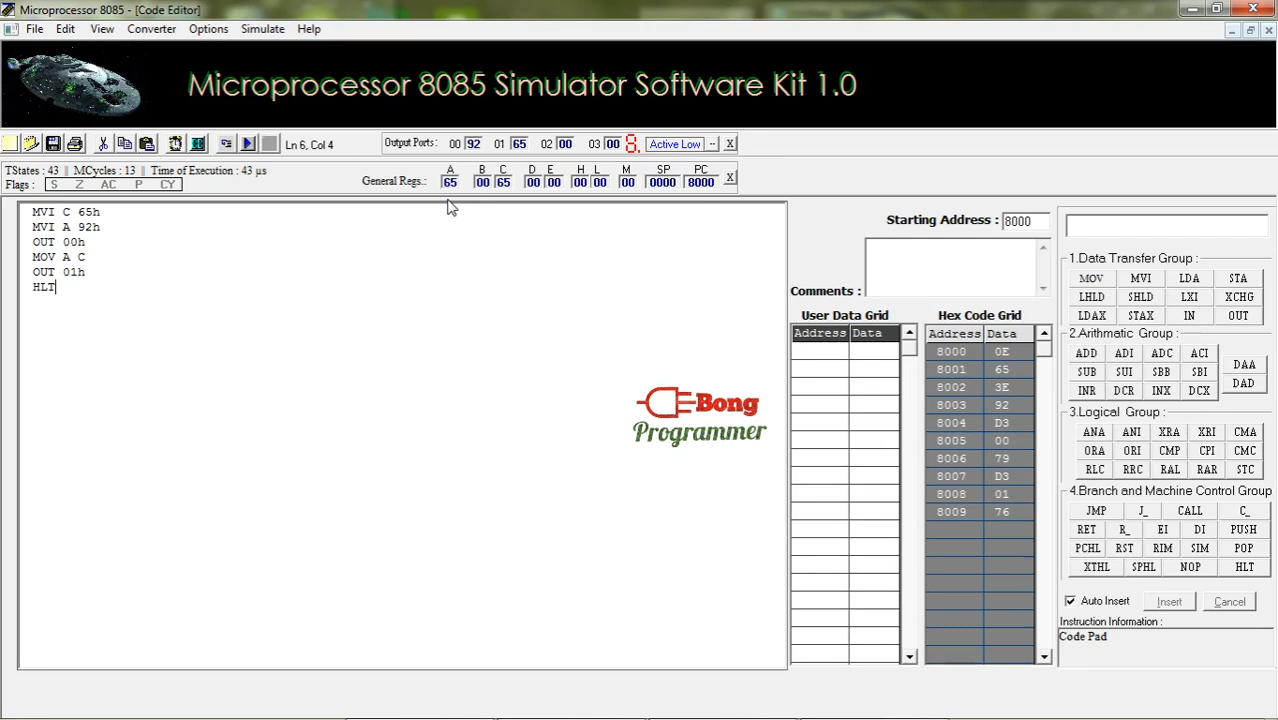 Microprocessor 8085 - [Code Editor]
File Edit View Converter Options Simulate Help
Microprocessor 8085 Simulator Software Kit 1.0
Ln 6, Col 4
Output Ports: 00 92 01 65 02 00 03 00 8. Active Low -- X
TStates : 43 || MCycles : 13 || Time of Execution : 43 µs
Flags : S Z AC P CY
General Regs.: A B C D E H L M SP PC X
65 00 65 00 00 00 00 00 0000 8000
MVI C 65h
MVI A 92h
OUT 00h
MOV A C
OUT 01h
HLT
Bong
Programmer
Starting Address : 8000
Comments :
User Data Grid
Address Data
Hex Code Grid
Address Data
8000 0E
8001 65
8002 3E
8003 92
8004 D3
8005 00
8006 79
8007 D3
8008 01
8009 76
1.Data Transfer Group :
MOV MVI LDA STA
LHLD SHLD LXI XCHG
LDAX STAX IN OUT
2.Arithmatic Group :
ADD ADI ADC ACI
SUB SUI SBB SBI
INR DCR INX DCX
DAA
DAD
3.Logical Group :
ANA ANI XRA XRI CMA
ORA ORI CMP CPI CMC
RLC RRC RAL RAR STC
4.Branch and Machine Control Group
JMP J_ CALL C_
RET R_ EI DI PUSH
PCHL RST RIM SIM POP
XTHL SPHL NOP HLT
Auto Insert Insert Cancel
Instruction Information :
Code Pad